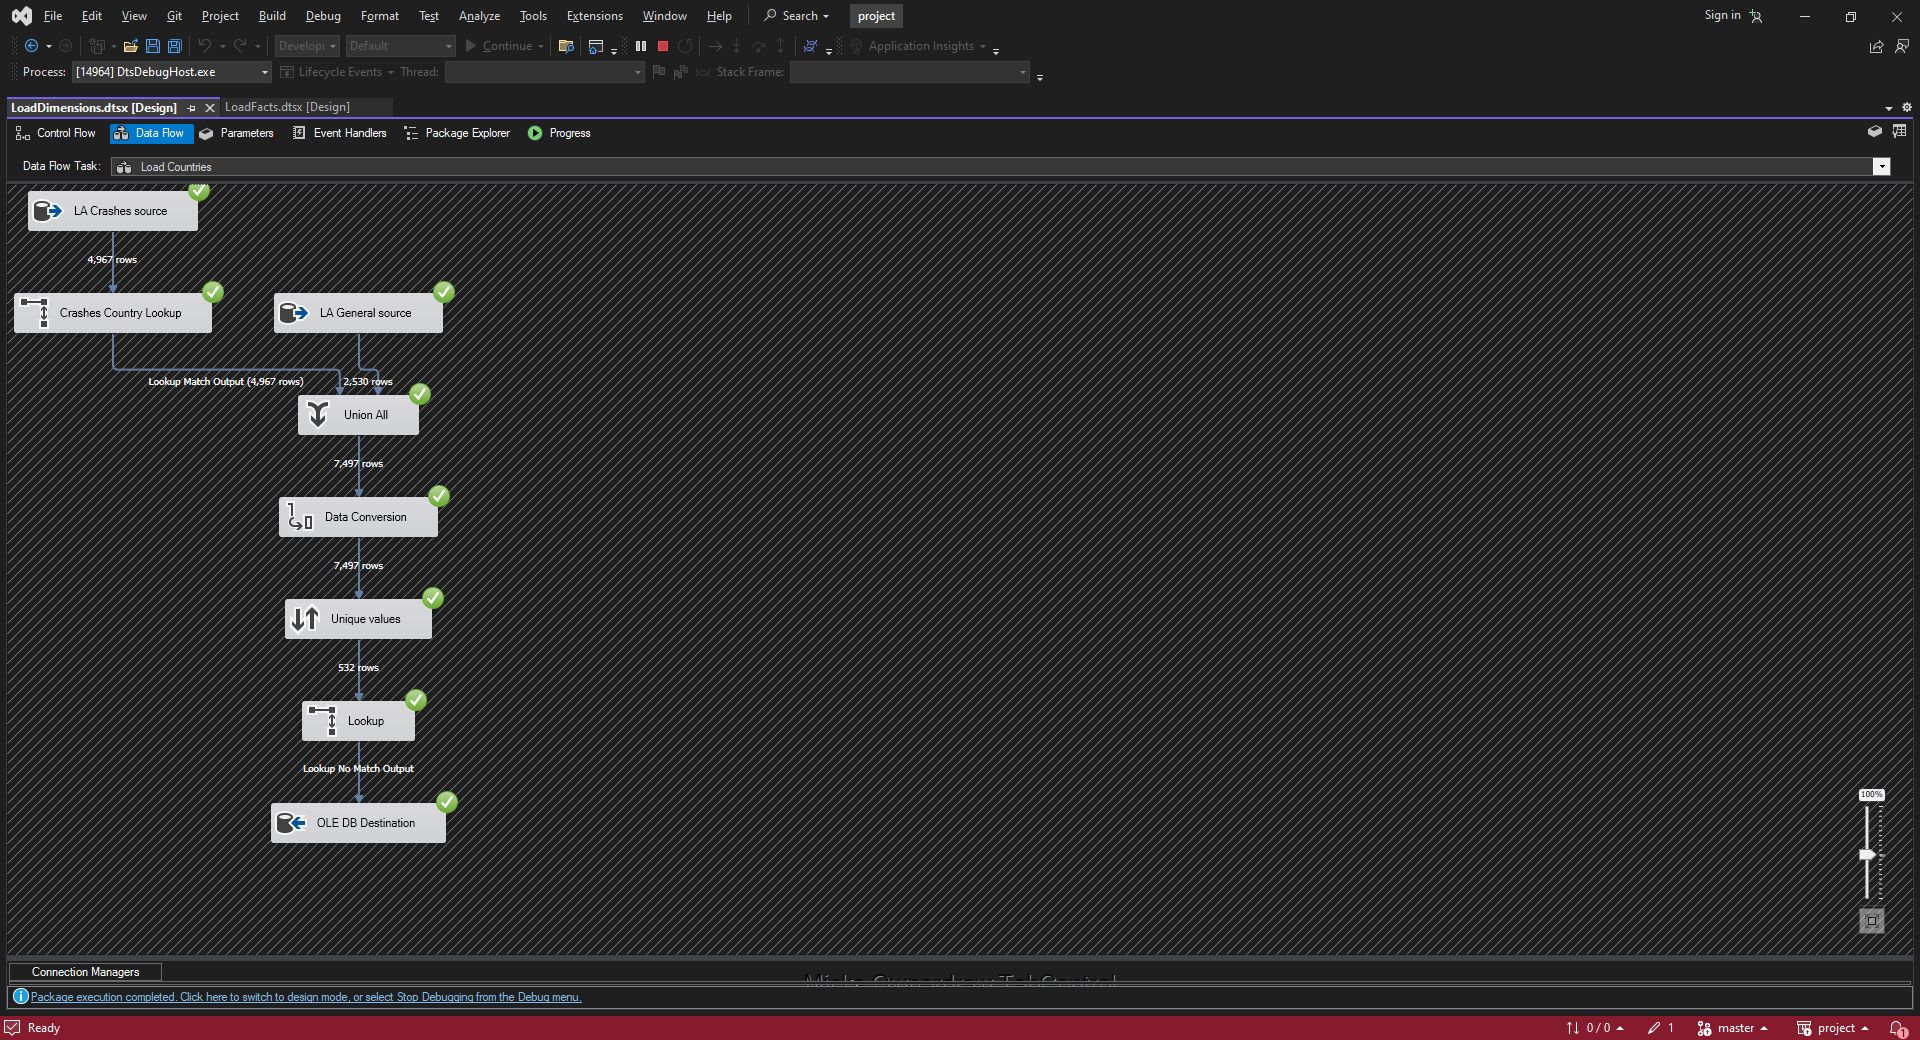 File Edit View Git Project Build Debug Format Test Analyze Tools Extensions Window Help Search project Sign in
Developi Default Continue Application Insights
Process: [14964] DtsDebugHost.exe Lifecycle Events Thread: Stack Frame:
LoadDimensions.dtsx [Design] LoadFacts.dtsx [Design]
Control Flow Data Flow Parameters Event Handlers Package Explorer Progress
Data Flow Task: Load Countries
LA Crashes source
4,967 rows
Crashes Country Lookup LA General source
Lookup Match Output (4,967 rows) 2,530 rows
Union All
7,497 rows
Data Conversion
7,497 rows
Unique values
532 rows
Lookup
Lookup No Match Output
100%
OLE DB Destination
Connection Managers
Package execution completed. Click here to switch to design mode, or select Stop Debugging from the Debug menu.
Ready 0 / 0 1 master project 1